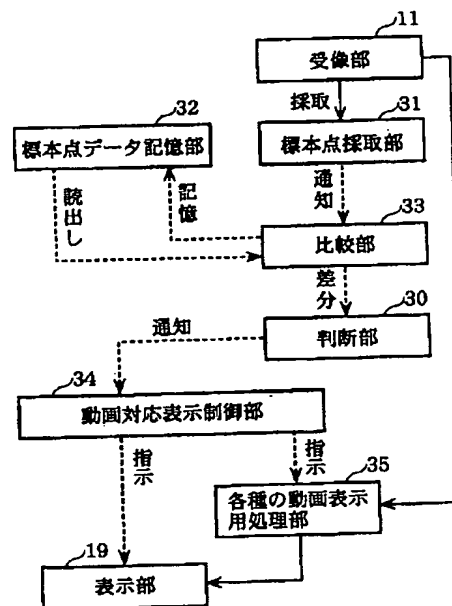 11
受像部
採取
32
31
標本点データ記憶部
標本点採取部
読出し
記憶
通知
33
比較部
差分
30
通知
判断部
34
動画対応表示制御部
指示
指示
35
各種の動画表示
用処理部
19
表示部